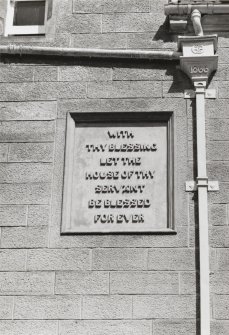 WITH
THY BLESSING
LET THE
HOUSE OF THY
SERVANT
BE BLESSED
FOR EVER